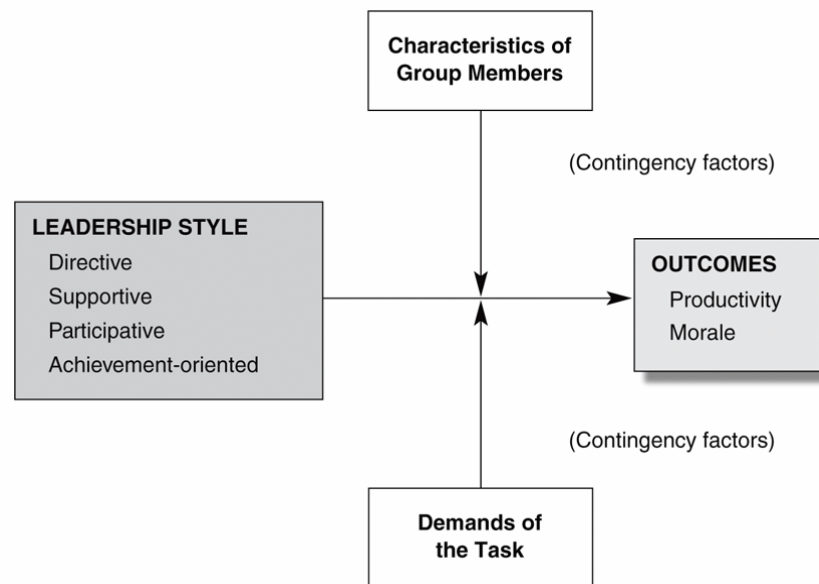 Characteristics of
Group Members
(Contingency factors)
LEADERSHIP STYLE
Directive
Supportive
Participative
Achievement-oriented
OUTCOMES
Productivity
Morale
(Contingency factors)
Demands of
the Task